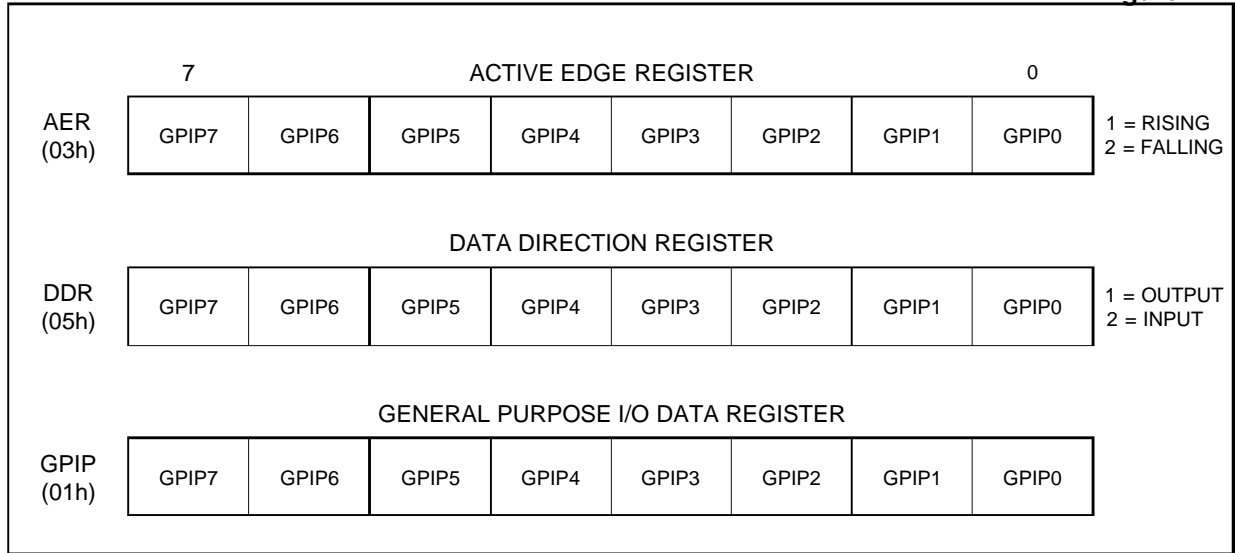 7 ACTIVE EDGE REGISTER 0
AER
(03h)
GPIP7 GPIP6 GPIP5 GPIP4 GPIP3 GPIP2 GPIP1 GPIP0
1 = RISING
2 = FALLING
DATA DIRECTION REGISTER
DDR
(05h)
GPIP7 GPIP6 GPIP5 GPIP4 GPIP3 GPIP2 GPIP1 GPIP0
1 = OUTPUT
2 = INPUT
GENERAL PURPOSE I/O DATA REGISTER
GPIP
(01h)
GPIP7 GPIP6 GPIP5 GPIP4 GPIP3 GPIP2 GPIP1 GPIP0